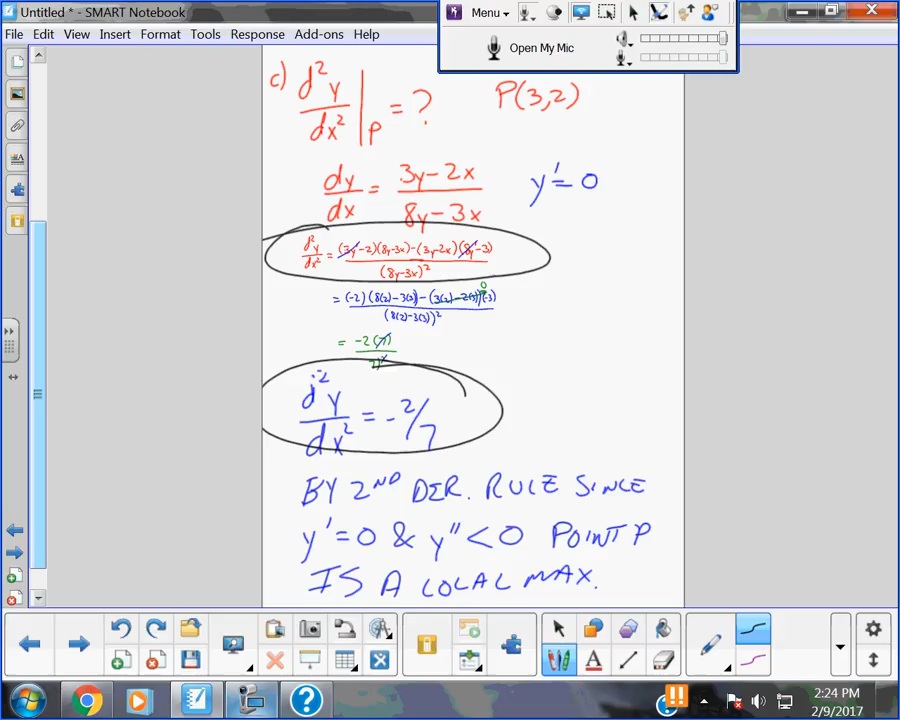 Untitled * - SMART Notebook
Menu
File Edit View Insert Format Tools Response Add-ons Help
Open My Mic
c) d²y/dx² |P = ? P(3,2)
dy/dx = (3y-2x)/(8y-3x) y' = 0
d²y/dx² = ((3y'-2)(8y-3x)-(3y-2x)(8y'-3))/(8y-3x)²
= ((-2)(8(2)-3(3))-(3(2)-2(3))(-3))/(8(2)-3(3))² 0
= -2(7)/7²
d²y/dx² = -2/7
BY 2ND DER. RULE SINCE
y' = 0 & y'' < 0 POINT P
IS A LOCAL MAX.
2:24 PM
2/9/2017